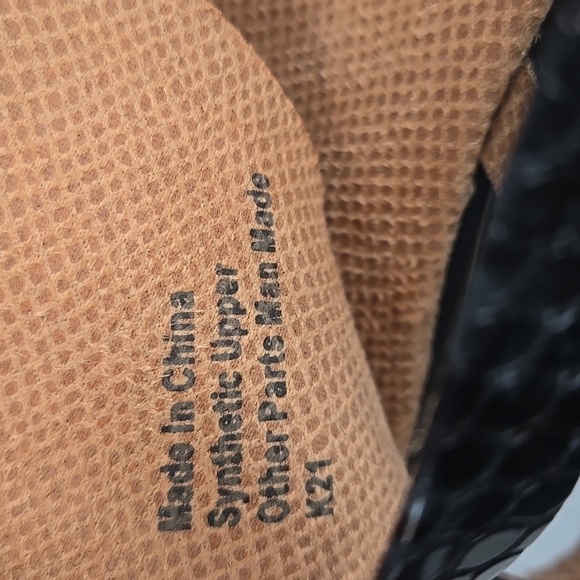 Made In China
Synthetic Upper
Other Parts Man Made
K21